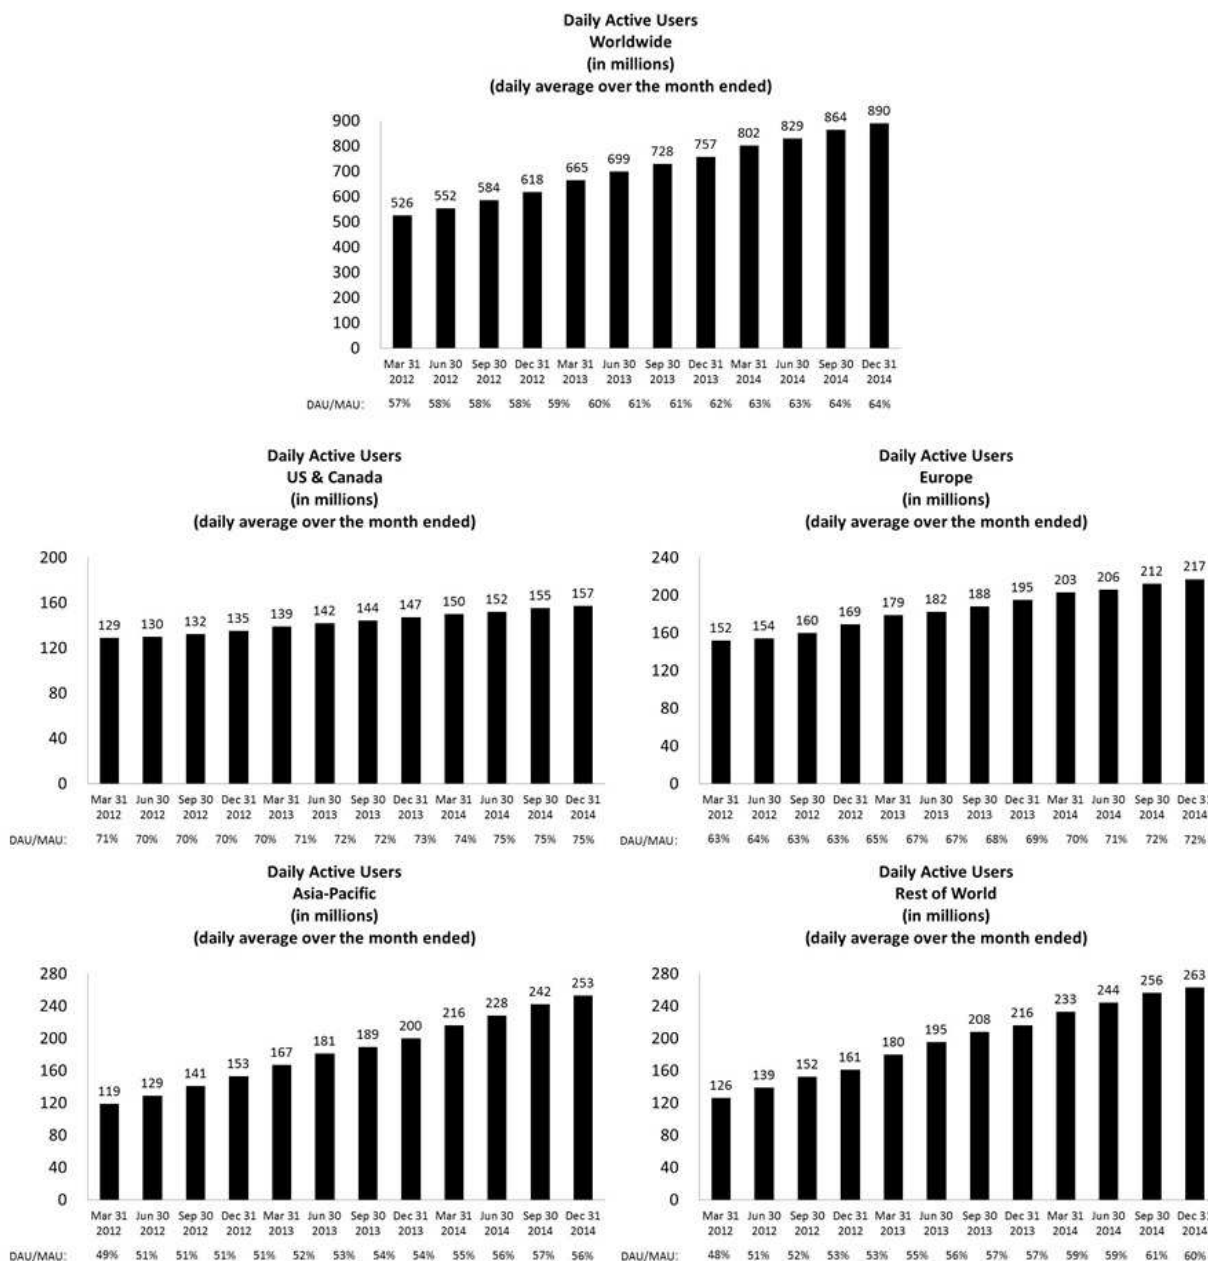 Daily Active Users
Worldwide
(in millions)
(daily average over the month ended)
900
800
700
600
500
400
300
200
100
0
526 552 584 618 665 699 728 757 802 829 864 890
Mar 31 Jun 30 Sep 30 Dec 31 Mar 31 Jun 30 Sep 30 Dec 31 Mar 31 Jun 30 Sep 30 Dec 31
2012 2012 2012 2012 2013 2013 2013 2013 2014 2014 2014 2014
DAU/MAU: 57% 58% 58% 58% 59% 60% 61% 61% 62% 63% 63% 64% 64%
Daily Active Users
US & Canada
(in millions)
(daily average over the month ended)
200
160
120
80
40
0
129 130 132 135 139 142 144 147 150 152 155 157
Mar 31 Jun 30 Sep 30 Dec 31 Mar 31 Jun 30 Sep 30 Dec 31 Mar 31 Jun 30 Sep 30 Dec 31
2012 2012 2012 2012 2013 2013 2013 2013 2014 2014 2014 2014
DAU/MAU: 71% 70% 70% 70% 70% 71% 72% 72% 73% 74% 75% 75% 75%
Daily Active Users
Europe
(in millions)
(daily average over the month ended)
240
200
160
120
80
40
0
152 154 160 169 179 182 188 195 203 206 212 217
Mar 31 Jun 30 Sep 30 Dec 31 Mar 31 Jun 30 Sep 30 Dec 31 Mar 31 Jun 30 Sep 30 Dec 31
2012 2012 2012 2012 2013 2013 2013 2013 2014 2014 2014 2014
DAU/MAU: 63% 64% 63% 63% 65% 67% 67% 68% 69% 70% 71% 72% 72%
Daily Active Users
Asia-Pacific
(in millions)
(daily average over the month ended)
280
240
200
160
120
80
40
0
119 129 141 153 167 181 189 200 216 228 242 253
Mar 31 Jun 30 Sep 30 Dec 31 Mar 31 Jun 30 Sep 30 Dec 31 Mar 31 Jun 30 Sep 30 Dec 31
2012 2012 2012 2012 2013 2013 2013 2013 2014 2014 2014 2014
DAU/MAU: 49% 51% 51% 51% 51% 52% 53% 54% 54% 55% 56% 57% 56%
Daily Active Users
Rest of World
(in millions)
(daily average over the month ended)
280
240
200
160
120
80
40
0
126 139 152 161 180 195 208 216 233 244 256 263
Mar 31 Jun 30 Sep 30 Dec 31 Mar 31 Jun 30 Sep 30 Dec 31 Mar 31 Jun 30 Sep 30 Dec 31
2012 2012 2012 2012 2013 2013 2013 2013 2014 2014 2014 2014
DAU/MAU: 48% 51% 52% 53% 53% 55% 56% 57% 57% 59% 59% 61% 60%